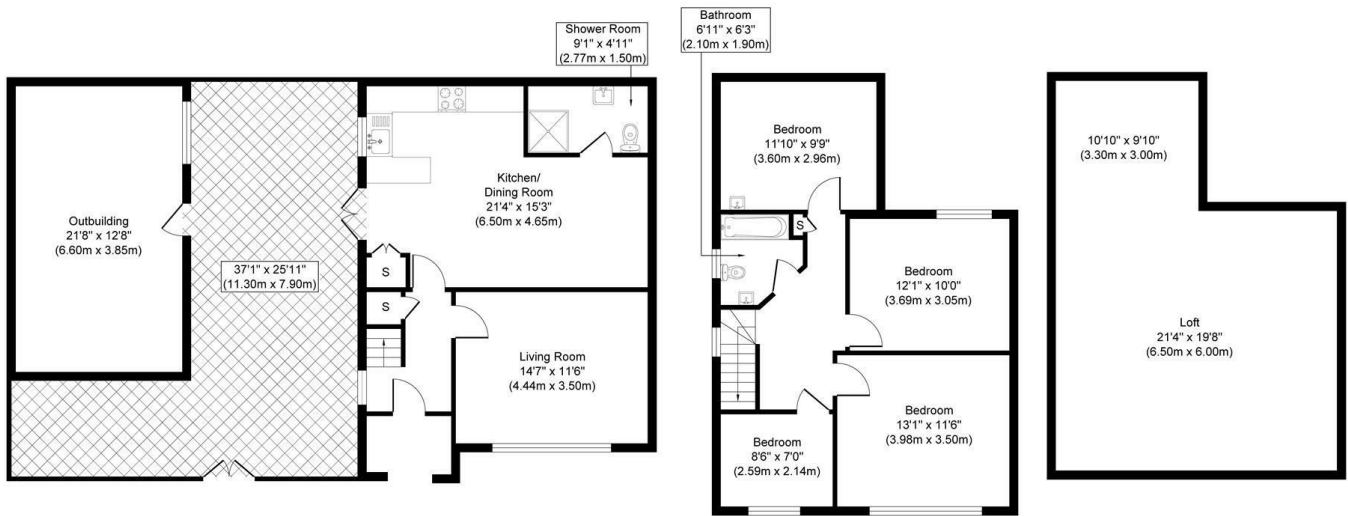 Shower Room
9'1" x 4'11"
(2.77m x 1.50m)
Kitchen/
Dining Room
21'4" x 15'3"
(6.50m x 4.65m)
Outbuilding
21'8" x 12'8"
(6.60m x 3.85m)
37'1" x 25'11"
(11.30m x 7.90m)
S
S
Living Room
14'7" x 11'6"
(4.44m x 3.50m)
Bathroom
6'11" x 6'3"
(2.10m x 1.90m)
Bedroom
11'10" x 9'9"
(3.60m x 2.96m)
S
Bedroom
12'1" x 10'0"
(3.69m x 3.05m)
Bedroom
13'1" x 11'6"
(3.98m x 3.50m)
Bedroom
8'6" x 7'0"
(2.59m x 2.14m)
10'10" x 9'10"
(3.30m x 3.00m)
Loft
21'4" x 19'8"
(6.50m x 6.00m)